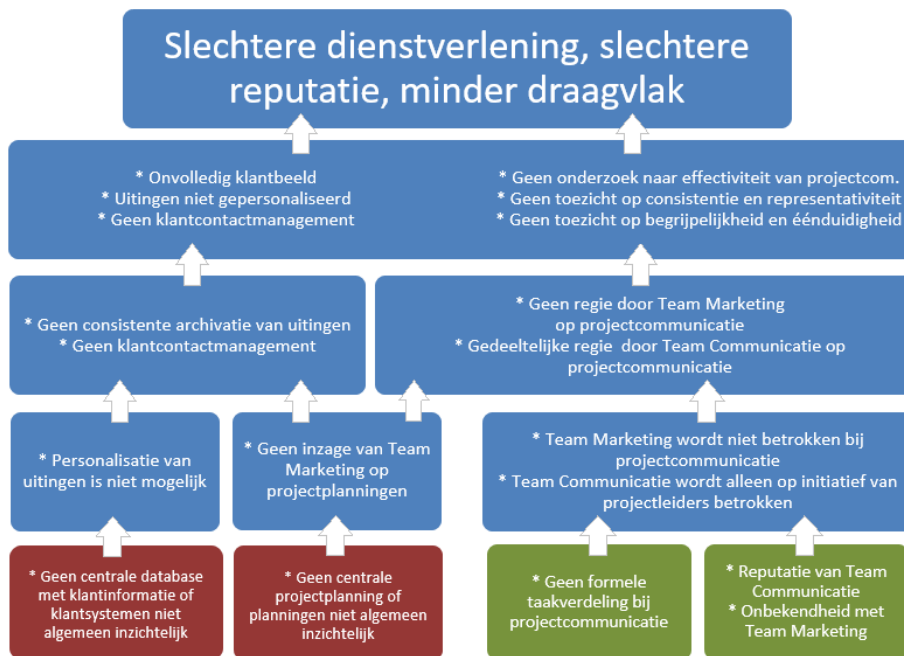 Slechtere dienstverlening, slechtere
reputatie, minder draagvlak
* Onvolledig klantbeeld
* Uitingen niet gepersonaliseerd
* Geen klantcontactmanagement
* Geen onderzoek naar effectiviteit van projectcom.
* Geen toezicht op consistentie en representativiteit
* Geen toezicht op begrijpelijkheid en éénduidigheid
* Geen consistente archivatie van uitingen
* Geen klantcontactmanagement
* Geen regie door Team Marketing
op projectcommunicatie
* Gedeeltelijke regie door Team Communicatie op
projectcommunicatie
* Personalisatie van
uitingen is niet mogelijk
* Geen inzage van Team
Marketing op
projectplanningen
* Team Marketing wordt niet betrokken bij
projectcommunicatie
* Team Communicatie wordt alleen op initiatief van
projectleiders betrokken
* Geen centrale database
met klantinformatie of
klantsystemen niet
algemeen inzichtelijk
* Geen centrale
projectplanning of
planningen niet algemeen
inzichtelijk
* Geen formele
taakverdeling bij
projectcommunicatie
* Reputatie van Team
Communicatie
* Onbekendheid met
Team Marketing